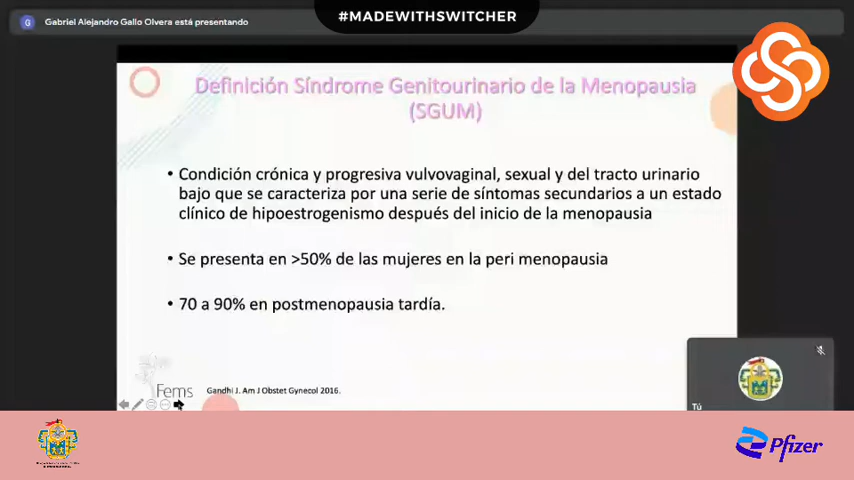 #MADEWITHSWITCHER
G
Gabriel Alejandro Gallo Olvera está presentando
Definición Síndrome Genitourinario de la Menopausia
(SGUM)
• Condición crónica y progresiva vulvovaginal, sexual y del tracto urinario
bajo que se caracteriza por una serie de síntomas secundarios a un estado
clínico de hipoestrogenismo después del inicio de la menopausia
• Se presenta en >50% de las mujeres en la peri menopausia
• 70 a 90% en postmenopausia tardía.
Fems
Gandhi J. Am J Obstet Gynecol 2016.
Tú
Pfizer